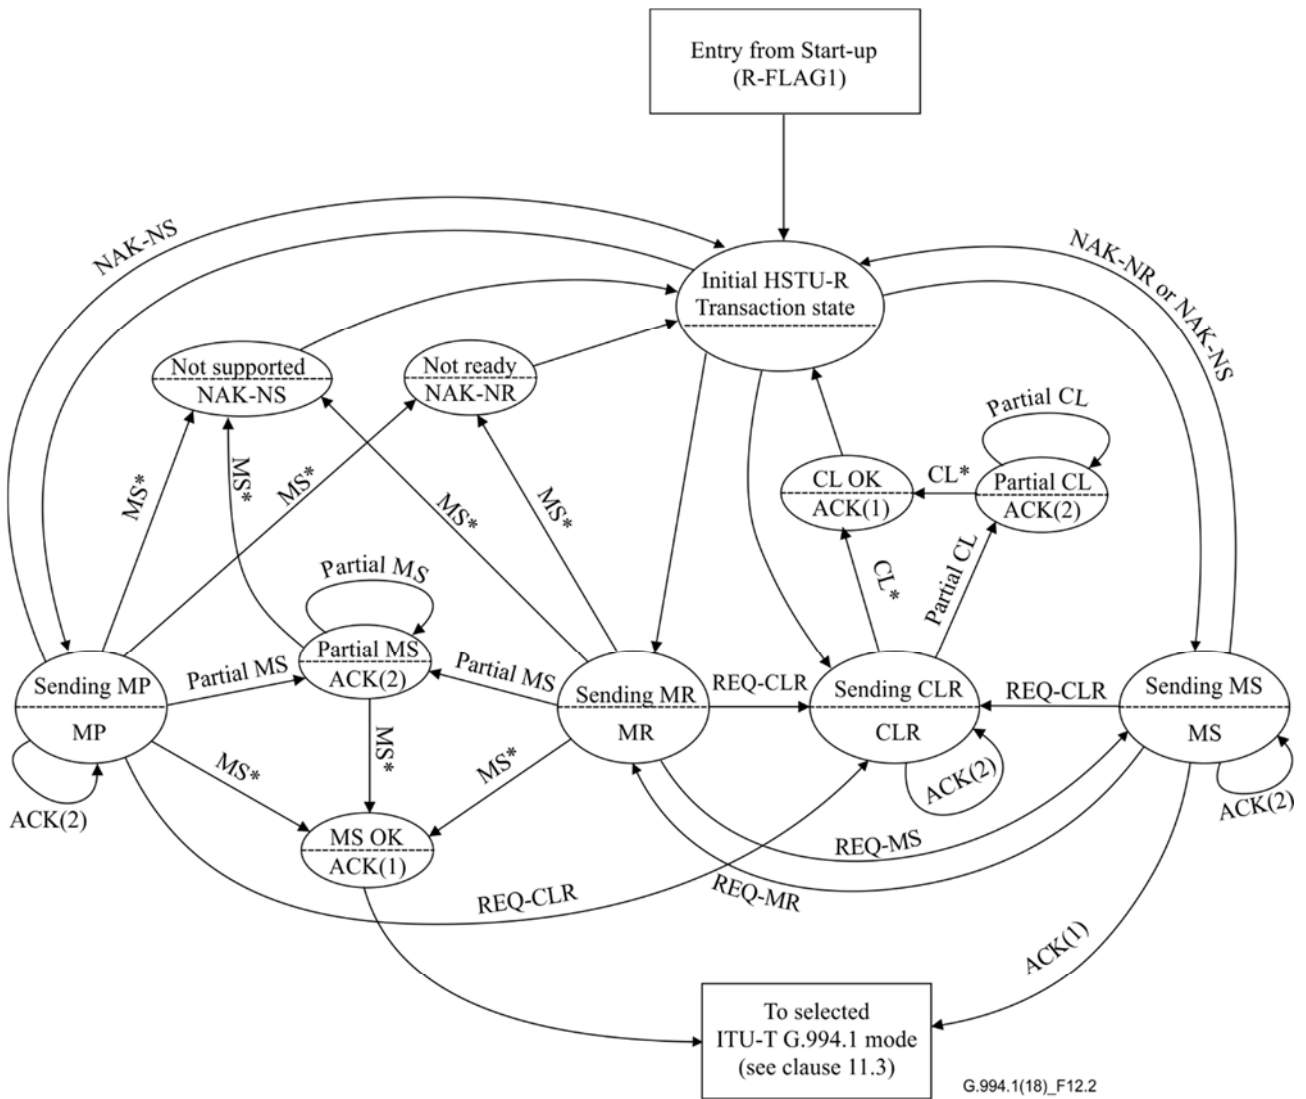 Entry from Start-up
(R-FLAG1)
NAK-NS
NAK-NR or NAK-NS
Initial HSTU-R
Transaction state
Not supported
NAK-NS
Not ready
NAK-NR
Partial CL
CL OK
ACK(1)
CL*
Partial CL
ACK(2)
MS*
MS*
MS*
MS*
MS*
CL*
Partial CL
Partial MS
Partial MS
ACK(2)
Partial MS
Partial MS
Sending MP
MP
Sending MR
MR
REQ-CLR
Sending CLR
CLR
REQ-CLR
Sending MS
MS
ACK(2)
MS*
MS*
MS*
ACK(2)
ACK(2)
MS OK
ACK(1)
REQ-MS
REQ-CLR
REQ-MR
ACK(1)
To selected
ITU-T G.994.1 mode
(see clause 11.3)
G.994.1(18)_F12.2